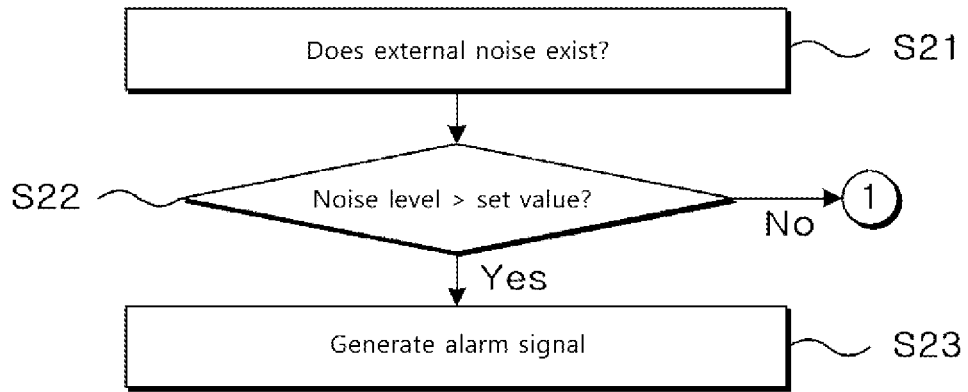 Does external noise exist?
S21
S22
Noise level > set value?
1
No
Yes
Generate alarm signal
S23